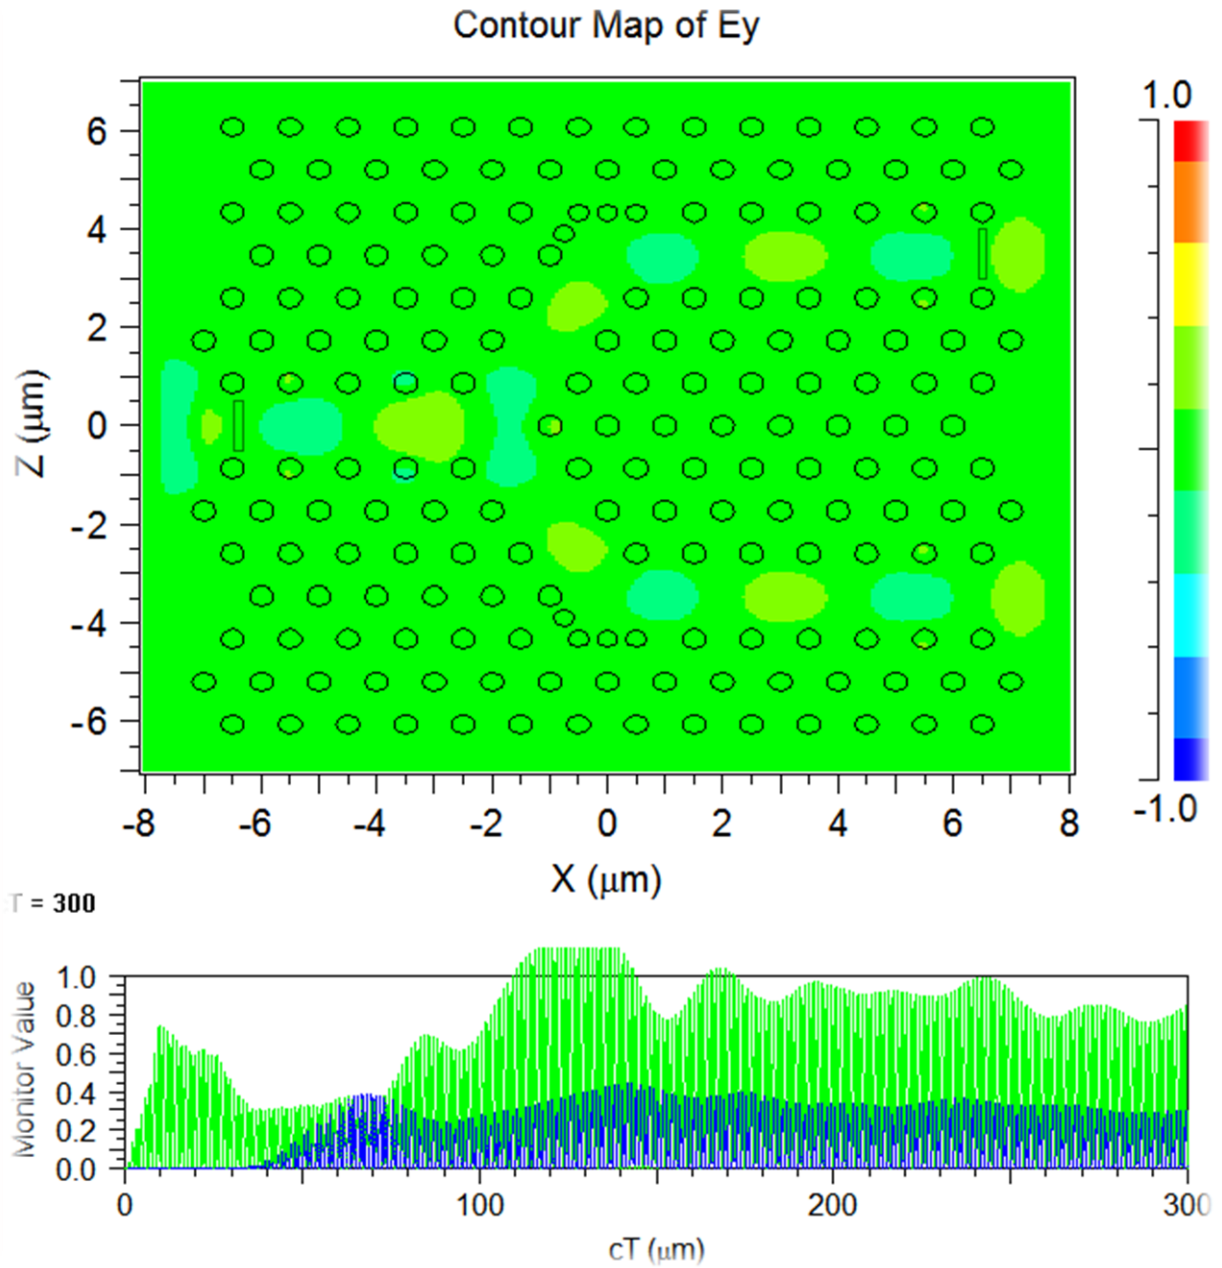 Contour Map of Ey
1.0
6
4
2
0
-2
-4
-6
Z (μm)
-8 -6 -4 -2 0 2 4 6 8
-1.0
X (μm)
T = 300
1.0
0.8
0.6
0.4
0.2
0.0
Monitor Value
0 100 200 300
cT (μm)